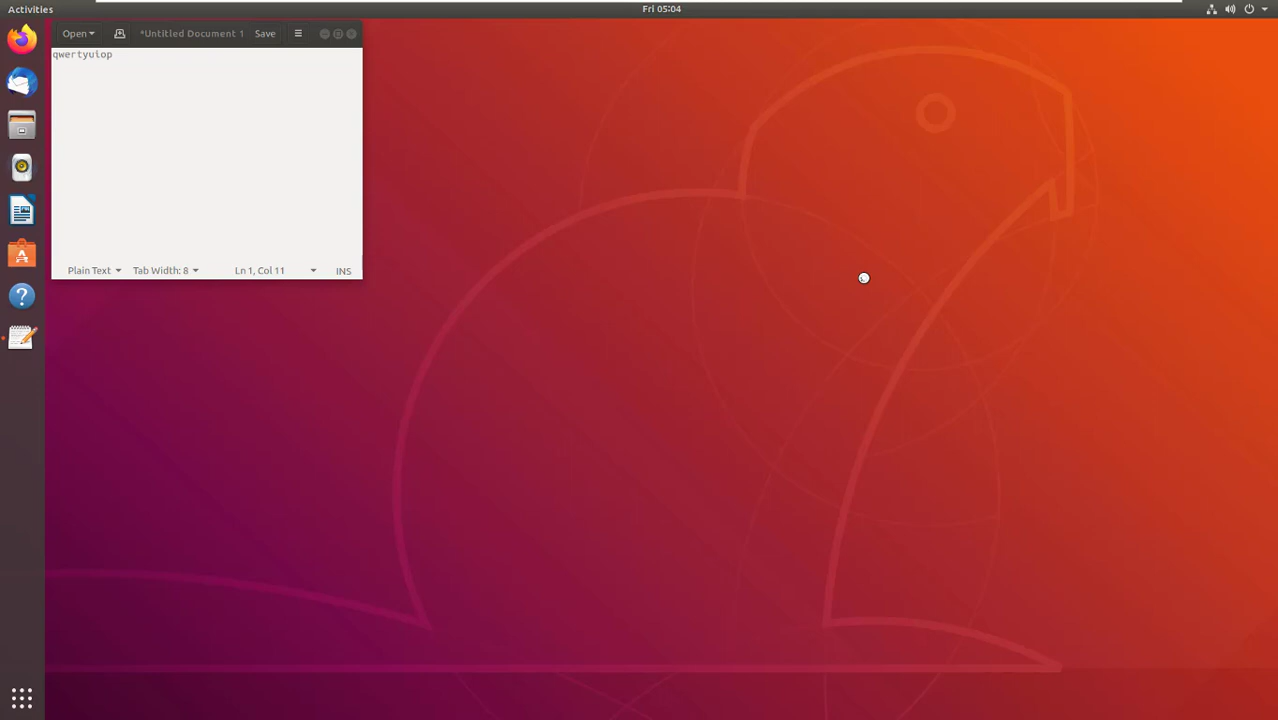 Activities
Fri 05:04
Open
*Untitled Document 1
Save
qwertyuiop
Plain Text
Tab Width: 8
Ln 1, Col 11
INS